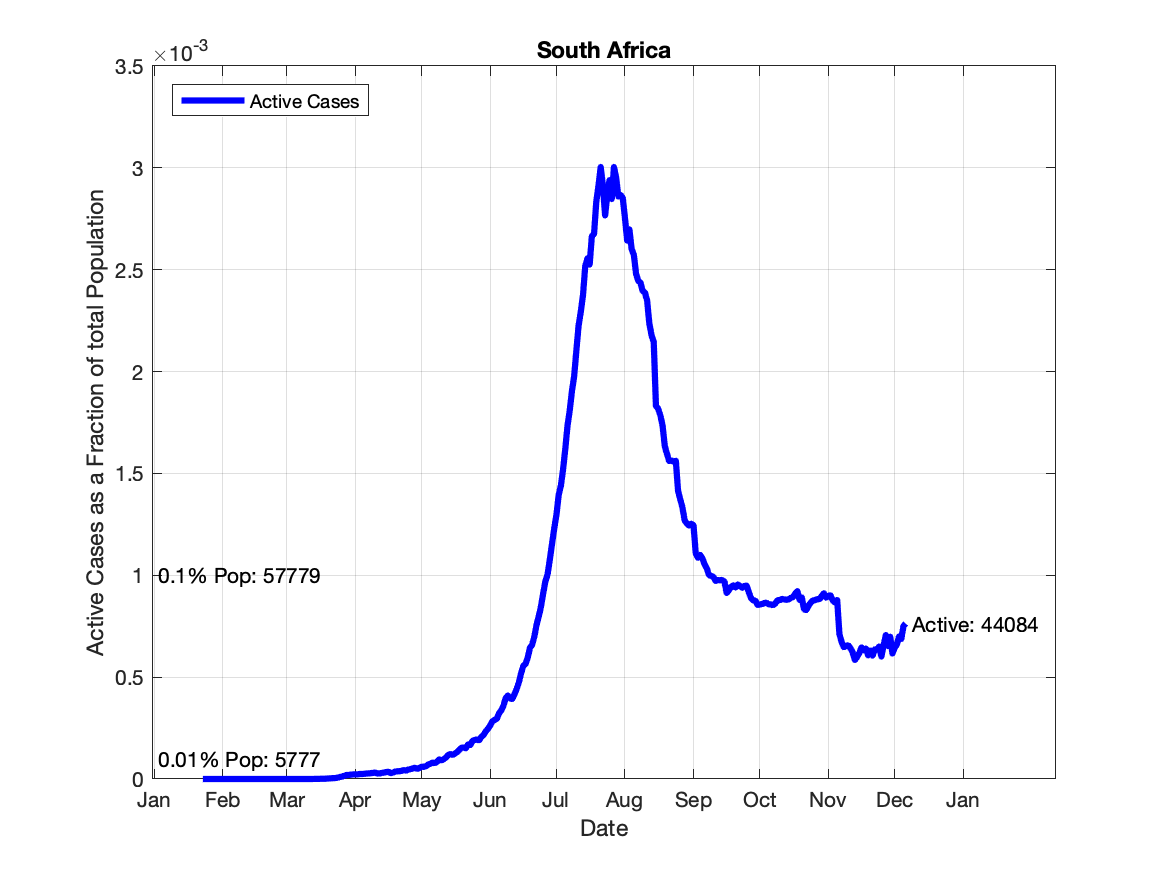 South Africa
×10-3
3.5
Active Cases
3
2.5
2
1.5
1
0.1% Pop: 57779
Active: 44084
0.5
0.01% Pop: 5777
0
Jan Feb Mar Apr May Jun Jul Aug Sep Oct Nov Dec Jan
Date
Active Cases as a Fraction of total Population